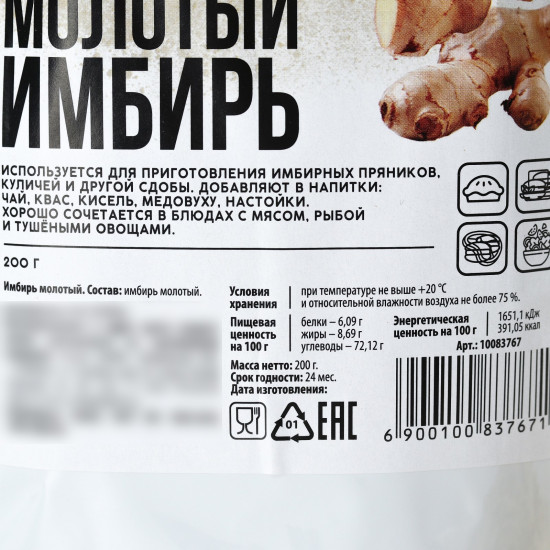 МОЛОТЫЙ
ИМБИРЬ
ИСПОЛЬЗУЕТСЯ ДЛЯ ПРИГОТОВЛЕНИЯ ИМБИРНЫХ ПРЯНИКОВ,
КУЛИЧЕЙ И ДРУГОЙ СДОБЫ. ДОБАВЛЯЮТ В НАПИТКИ:
ЧАЙ, КВАС, КИСЕЛЬ, МЕДОВУХУ, НАСТОЙКИ.
ХОРОШО СОЧЕТАЕТСЯ В БЛЮДАХ С МЯСОМ, РЫБОЙ
И ТУШЁНЫМИ ОВОЩАМИ.
200 Г
Имбирь молотый. Состав: имбирь молотый.
Условия хранения
при температуре не выше +20 °С
и относительной влажности воздуха не более 75 %.
Пищевая
ценность
на 100 г
белки – 6,09 г
жиры – 8,69 г
углеводы – 72,12 г
Энергетическая
ценность на 100 г
1651,1 кДж
391,05 ккал
Арт.: 10083767
Масса нетто: 200 г.
Срок годности: 24 мес.
Дата изготовления:
01
EAC
6 900100 837671